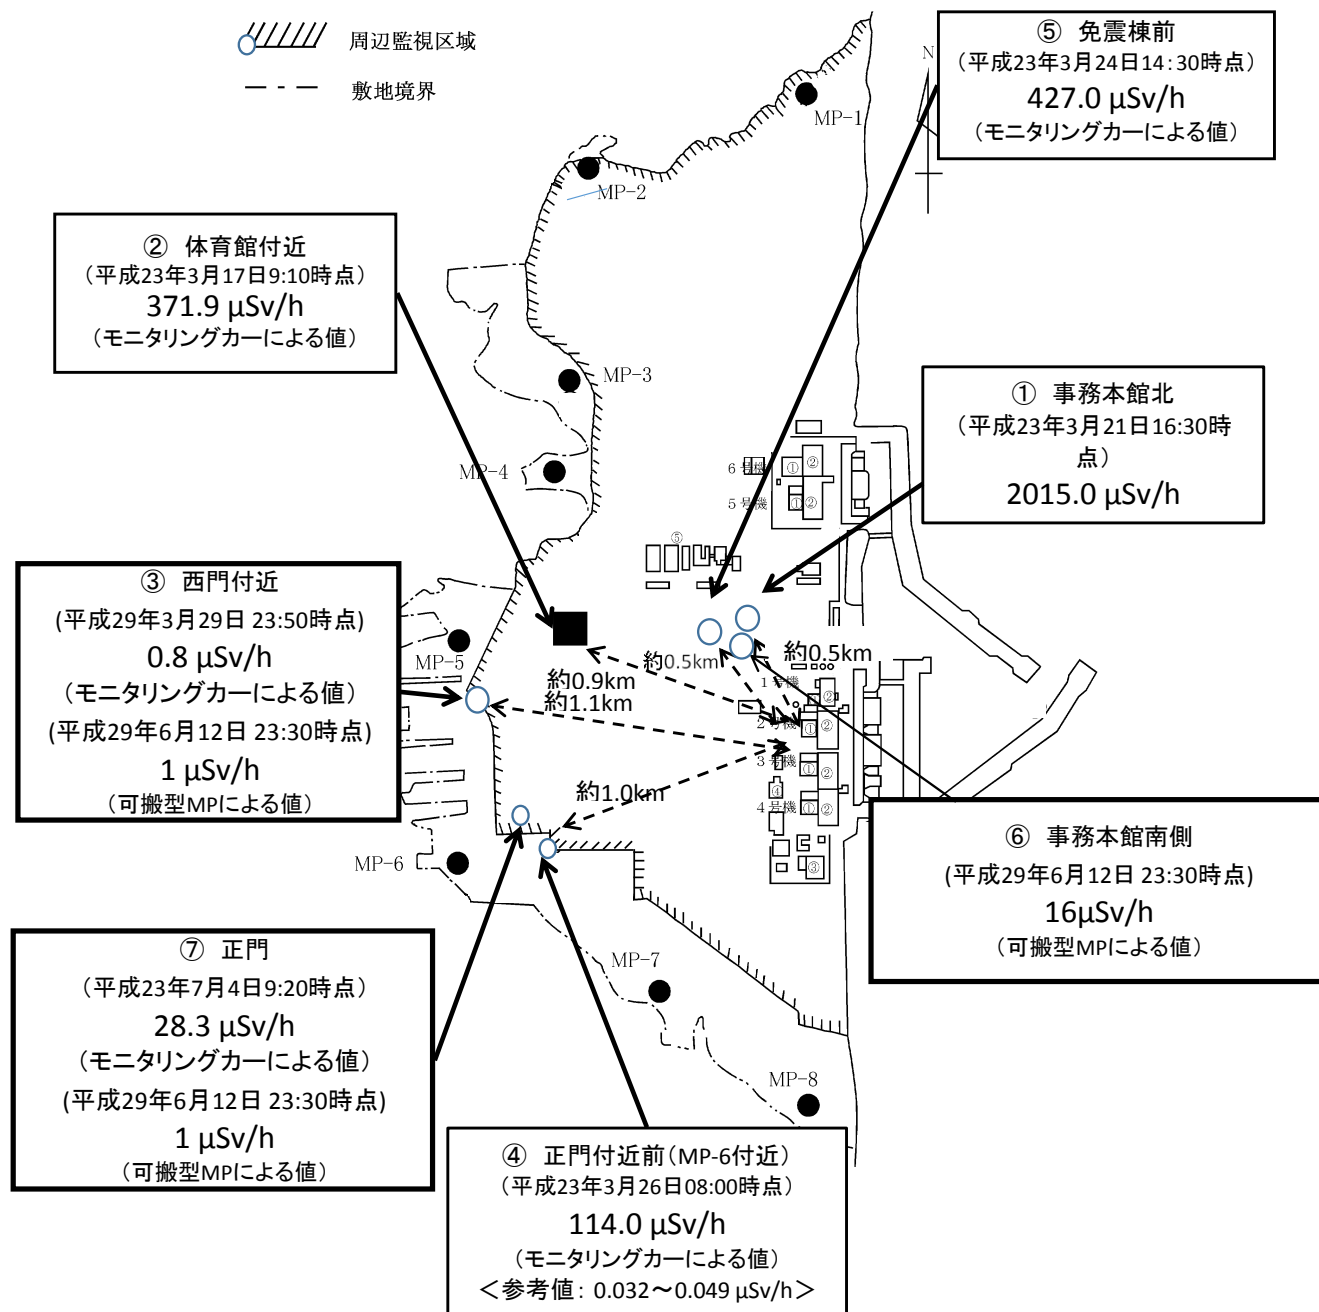 周辺監視区域
敷地境界
⑤ 免震棟前
（平成23年3月24日14:30時点）
427.0 μSv/h
（モニタリングカーによる値）
N
MP-1
MP-2
② 体育館付近
（平成23年3月17日9:10時点）
371.9 μSv/h
（モニタリングカーによる値）
MP-3
① 事務本館北
（平成23年3月21日16:30時
点）
2015.0 μSv/h
MP-4
6号機
① ②
5号機
① ②
⑤
③ 西門付近
(平成29年3月29日 23:50時点)
0.8 μSv/h
（モニタリングカーによる値）
(平成29年6月12日 23:30時点)
1 μSv/h
（可搬型MPによる値）
MP-5
約0.5km
約0.5km
約0.9km
約1.1km
1号機
②
2号機
① ②
3号機
① ②
④
4号機
① ②
③
約1.0km
MP-6
⑥ 事務本館南側
(平成29年6月12日 23:30時点)
16μSv/h
（可搬型MPによる値）
⑦ 正門
（平成23年7月4日9:20時点）
28.3 μSv/h
（モニタリングカーによる値）
(平成29年6月12日 23:30時点)
1 μSv/h
（可搬型MPによる値）
MP-7
MP-8
④ 正門付近前（MP-6付近）
（平成23年3月26日08:00時点）
114.0 μSv/h
（モニタリングカーによる値）
＜参考値：0.032～0.049 μSv/h＞